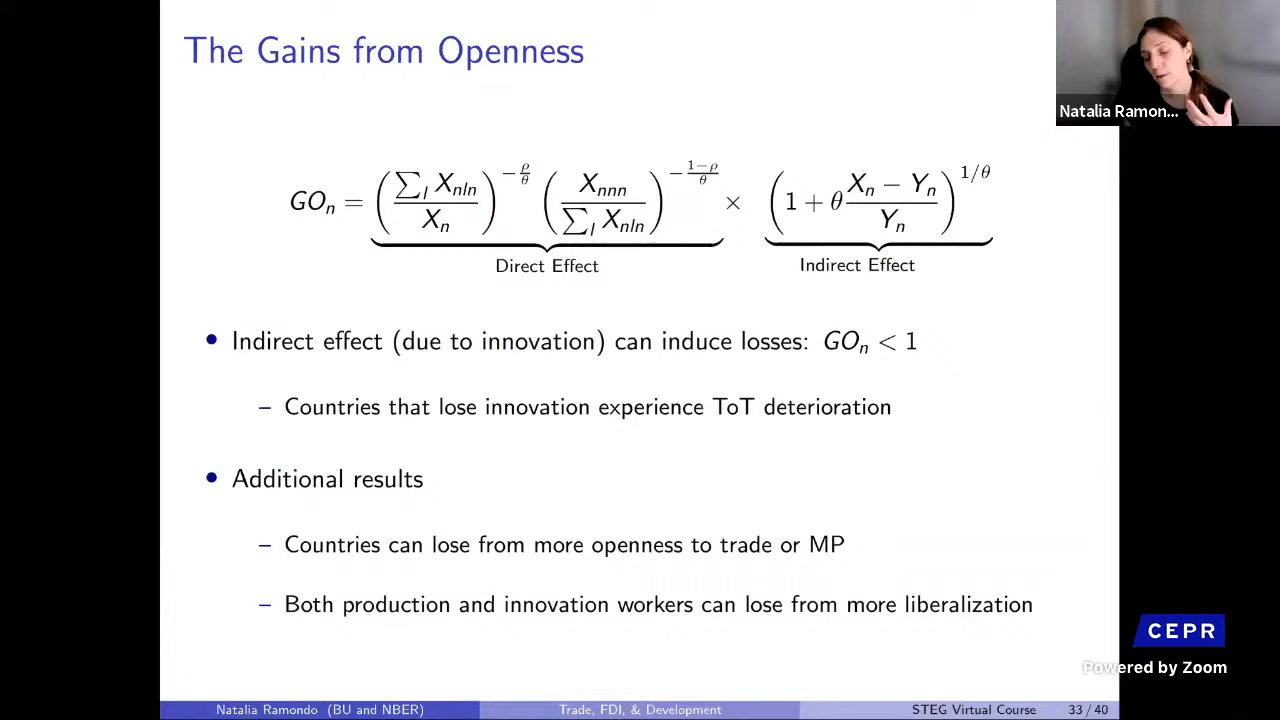 The Gains from Openness
Natalia Ramon...
GO_n = (∑_l X_nln / X_n)^{-ρ/θ} (X_nnn / ∑_l X_nln)^{-(1-ρ)/θ} × (1 + θ (X_n − Y_n) / Y_n)^{1/θ}
Direct Effect
Indirect Effect
• Indirect effect (due to innovation) can induce losses: GO_n < 1
– Countries that lose innovation experience ToT deterioration
• Additional results
– Countries can lose from more openness to trade or MP
– Both production and innovation workers can lose from more liberalization
CEPR
Powered by Zoom
Natalia Ramondo (BU and NBER)
Trade, FDI, & Development
STEG Virtual Course
33 / 40